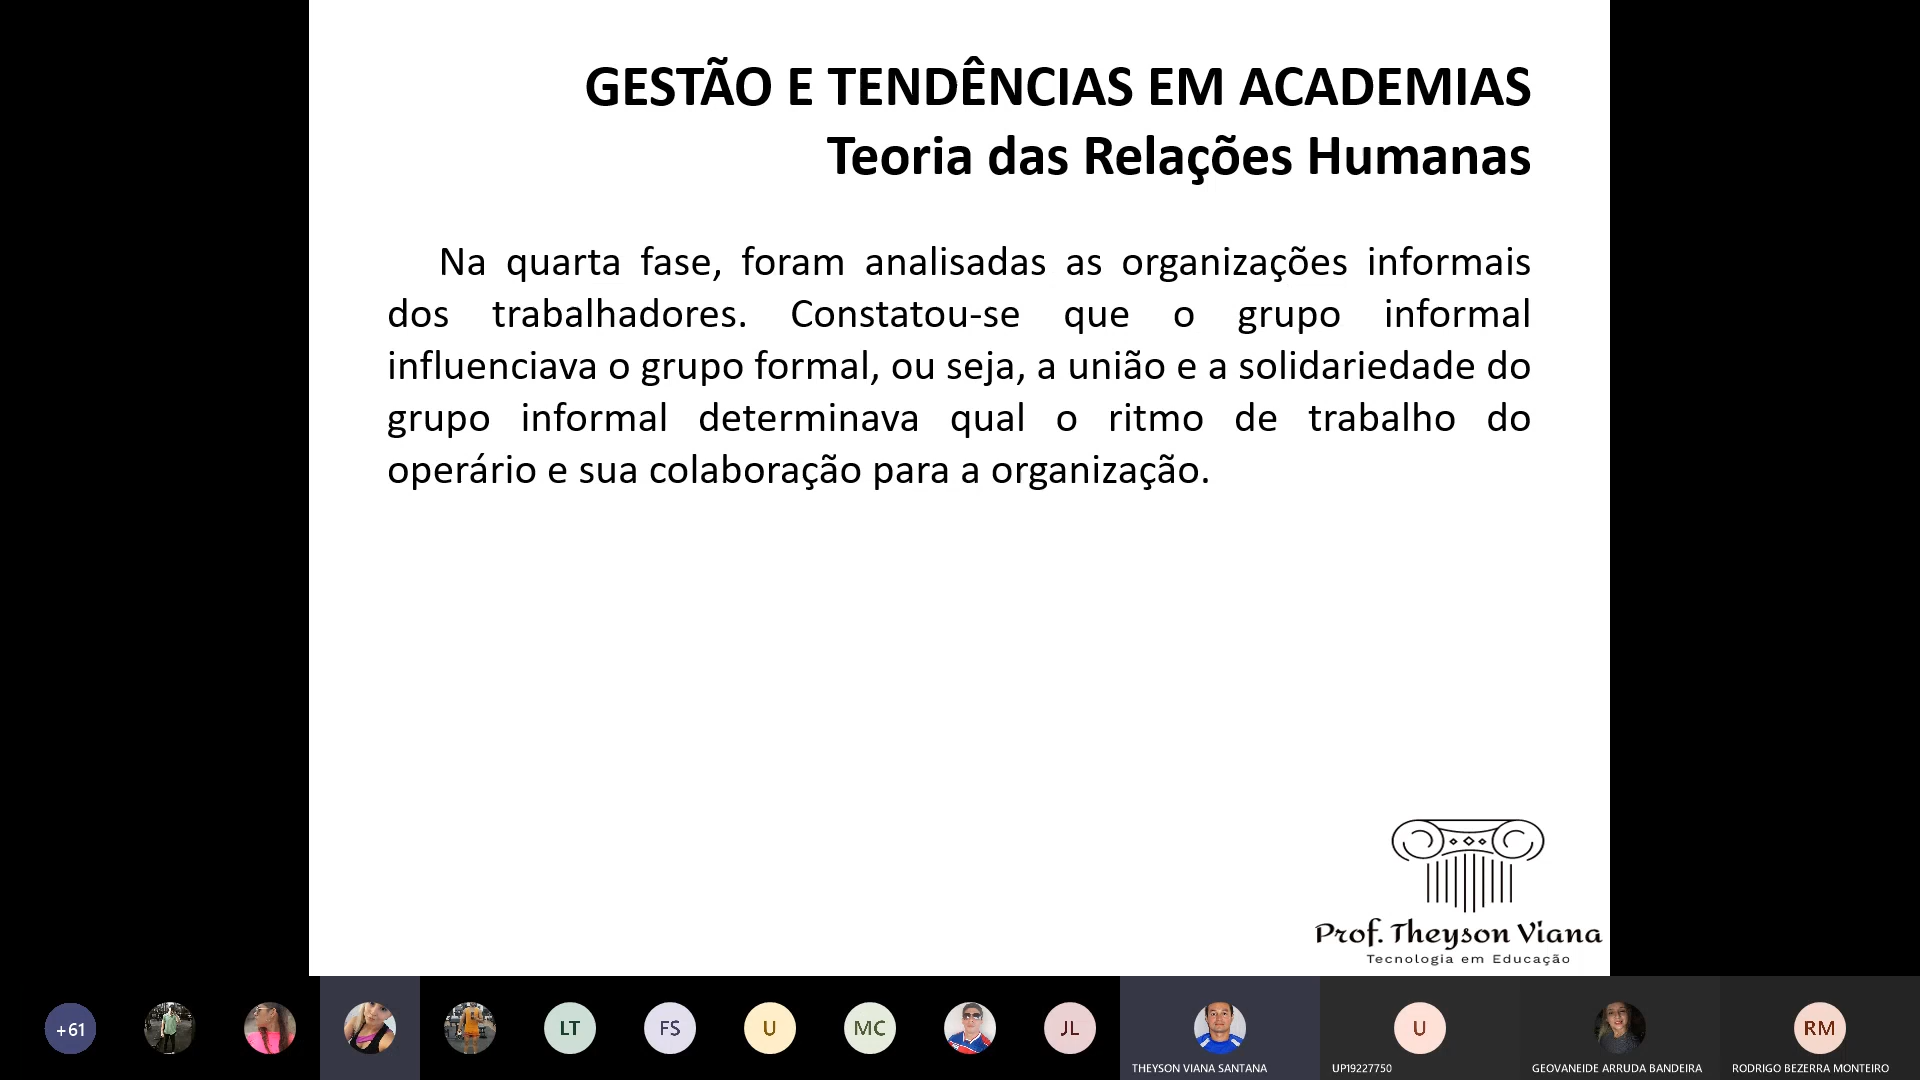 GESTÃO E TENDÊNCIAS EM ACADEMIAS
Teoria das Relações Humanas
Na quarta fase, foram analisadas as organizações informais
dos trabalhadores. Constatou-se que o grupo informal
influenciava o grupo formal, ou seja, a união e a solidariedade do
grupo informal determinava qual o ritmo de trabalho do
operário e sua colaboração para a organização.
Prof. Theyson Viana
Tecnologia em Educação
+61
LT
FS
U
MC
JL
U
RM
THEYSON VIANA SANTANA
UP19227750
GEOVANEIDE ARRUDA BANDEIRA
RODRIGO BEZERRA MONTEIRO